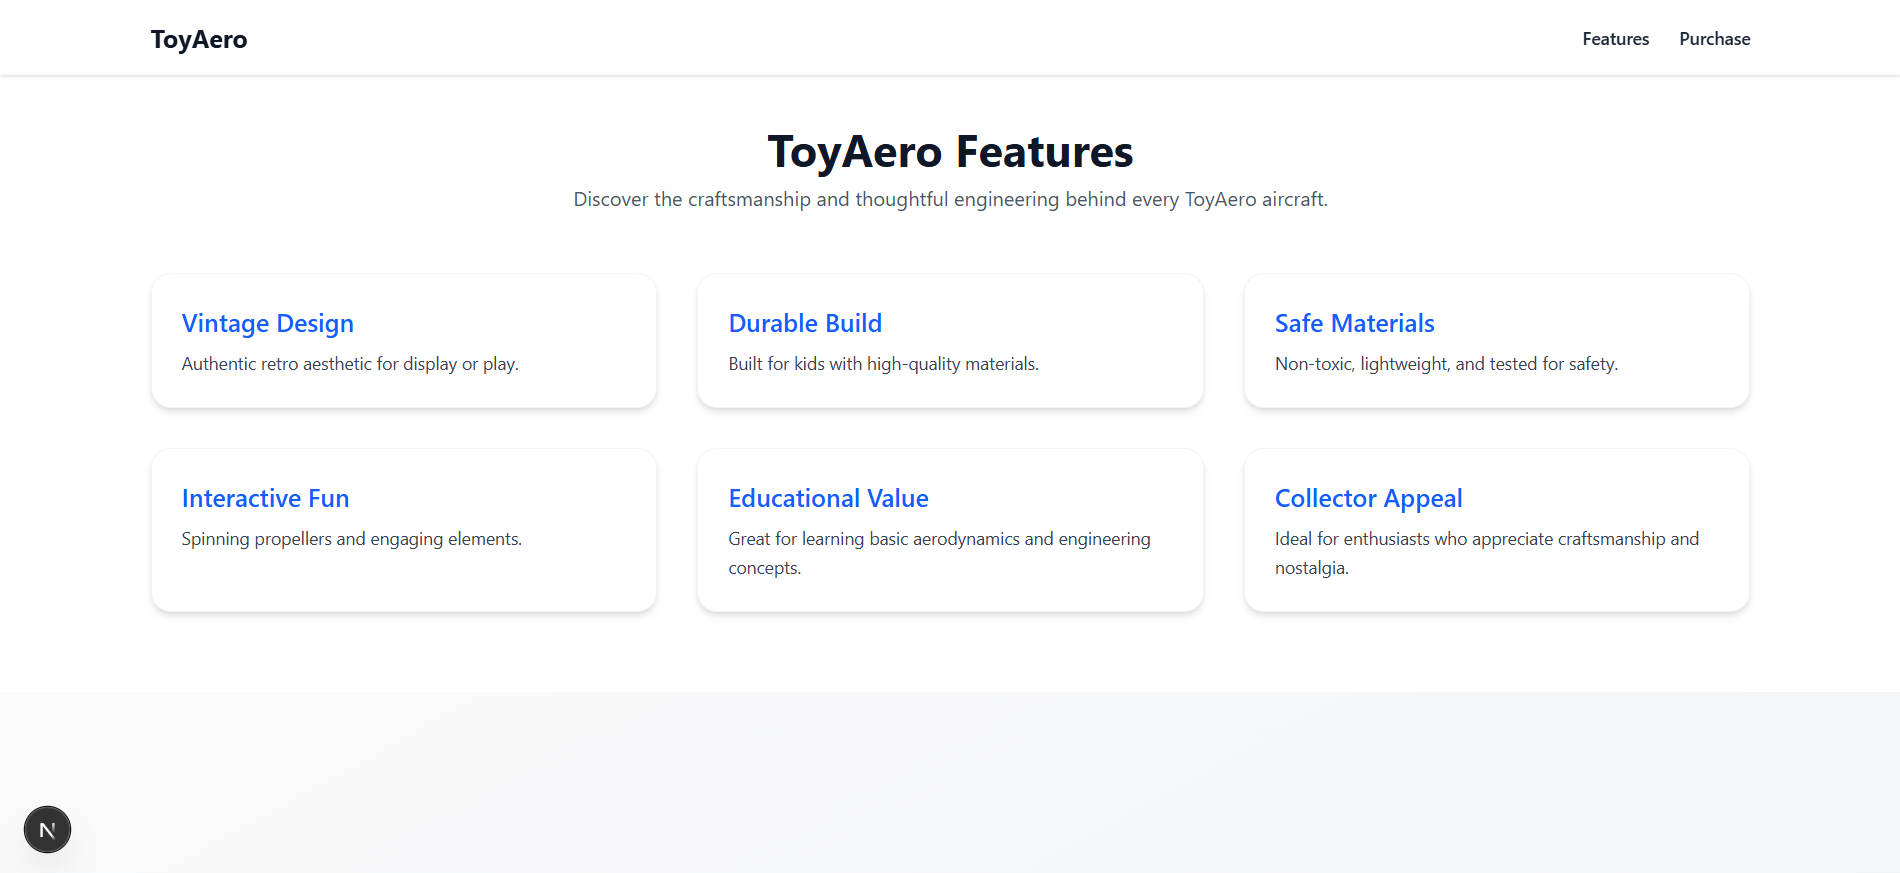 ToyAero
Features
Purchase
ToyAero Features
Discover the craftsmanship and thoughtful engineering behind every ToyAero aircraft.
Vintage Design
Authentic retro aesthetic for display or play.
Durable Build
Built for kids with high-quality materials.
Safe Materials
Non-toxic, lightweight, and tested for safety.
Interactive Fun
Spinning propellers and engaging elements.
Educational Value
Great for learning basic aerodynamics and engineering
concepts.
Collector Appeal
Ideal for enthusiasts who appreciate craftsmanship and
nostalgia.
N